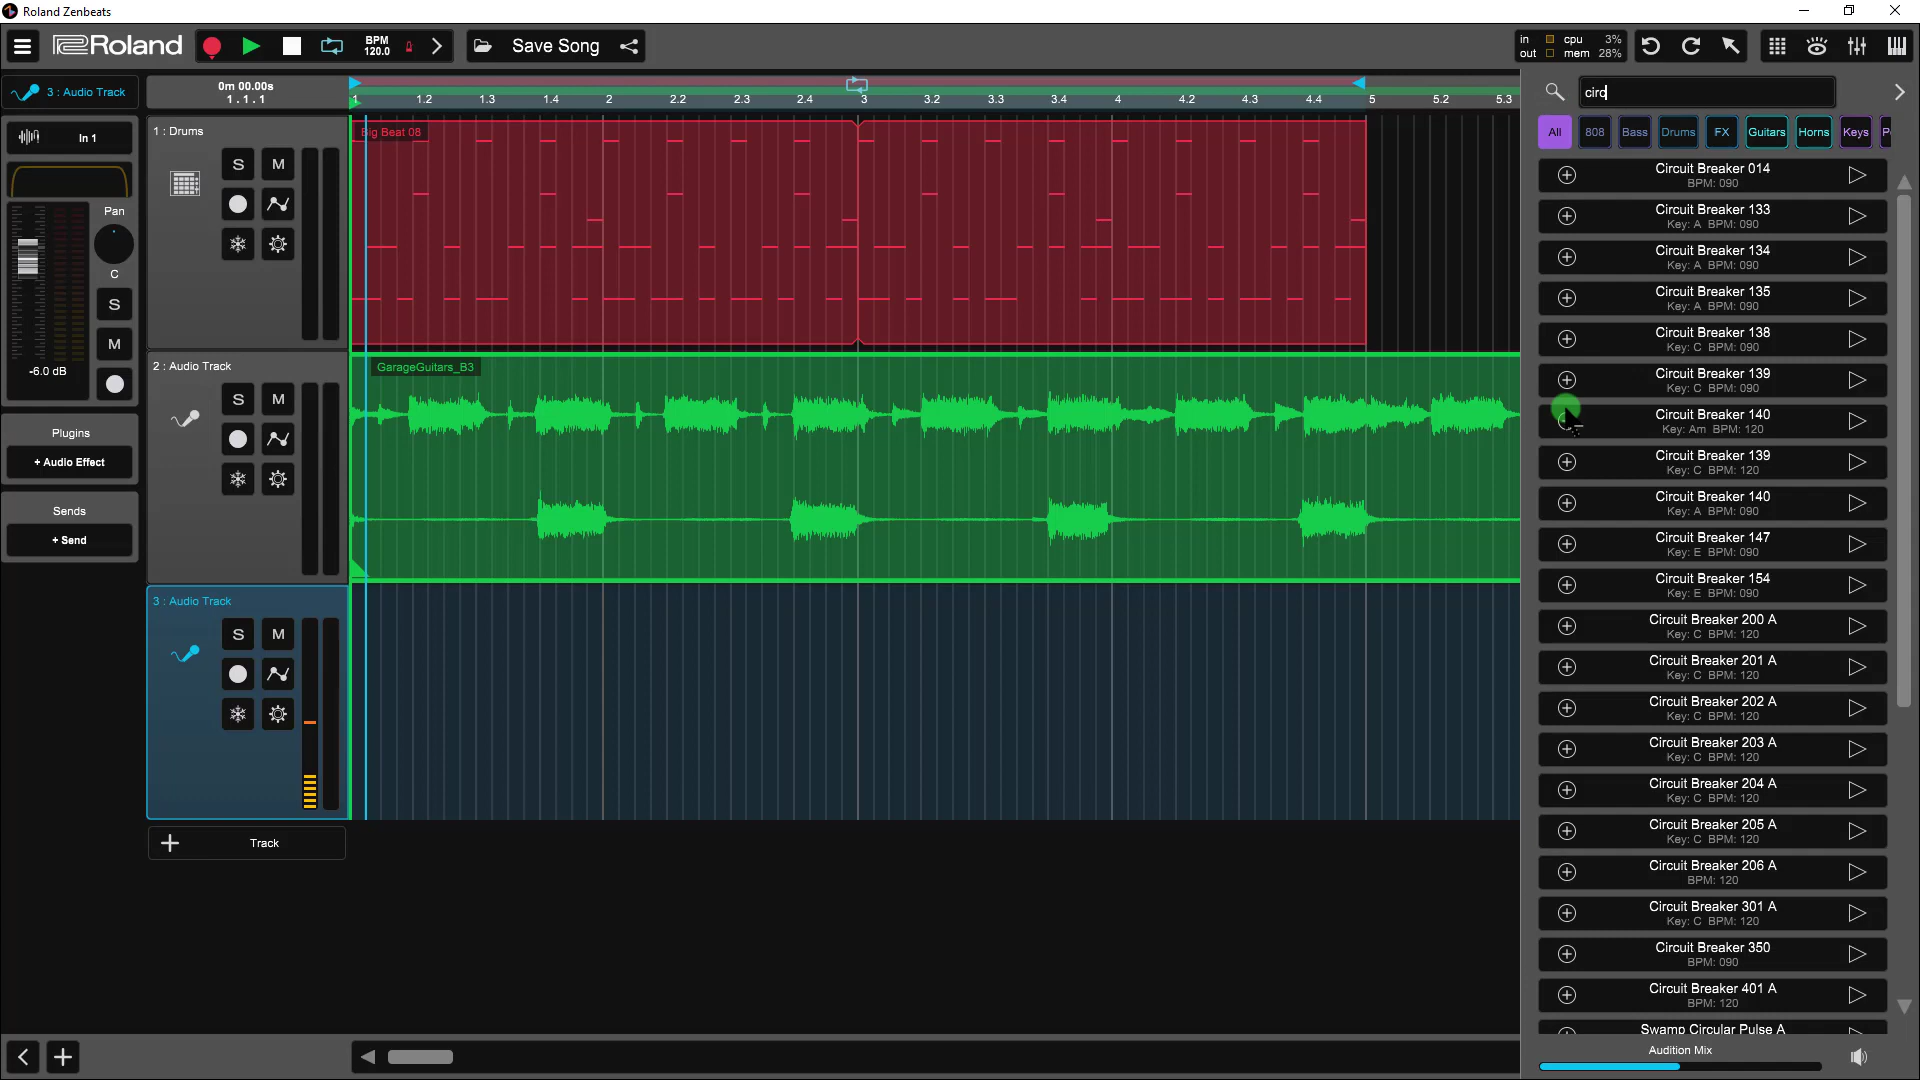 Roland Zenbeats
Roland
BPM
120.0
Save Song
in
out
cpu 3%
mem 28%
3 : Audio Track
In 1
Pan
C
S
M
-6.0 dB
Plugins
+ Audio Effect
Sends
+ Send
0m 00.00s
1 . 1 . 1
1 1.2 1.3 1.4 2 2.2 2.3 2.4 3 3.2 3.3 3.4 4 4.2 4.3 4.4 5 5.2 5.3
1 : Drums
S M
Big Beat 08
2 : Audio Track
S M
GarageGuitars_B3
3 : Audio Track
S M
Track
circ
All 808 Bass Drums FX Guitars Horns Keys
Circuit Breaker 014
BPM: 090
Circuit Breaker 133
Key: A BPM: 090
Circuit Breaker 134
Key: A BPM: 090
Circuit Breaker 135
Key: A BPM: 090
Circuit Breaker 138
Key: C BPM: 090
Circuit Breaker 139
Key: C BPM: 090
Circuit Breaker 140
Key: Am BPM: 120
Circuit Breaker 139
Key: C BPM: 120
Circuit Breaker 140
Key: A BPM: 090
Circuit Breaker 147
Key: E BPM: 090
Circuit Breaker 154
Key: E BPM: 090
Circuit Breaker 200 A
Key: C BPM: 120
Circuit Breaker 201 A
Key: C BPM: 120
Circuit Breaker 202 A
Key: C BPM: 120
Circuit Breaker 203 A
Key: C BPM: 120
Circuit Breaker 204 A
Key: C BPM: 120
Circuit Breaker 205 A
Key: C BPM: 120
Circuit Breaker 206 A
BPM: 120
Circuit Breaker 301 A
Key: C BPM: 120
Circuit Breaker 350
BPM: 090
Circuit Breaker 401 A
BPM: 120
Swamp Circular Pulse A
Audition Mix